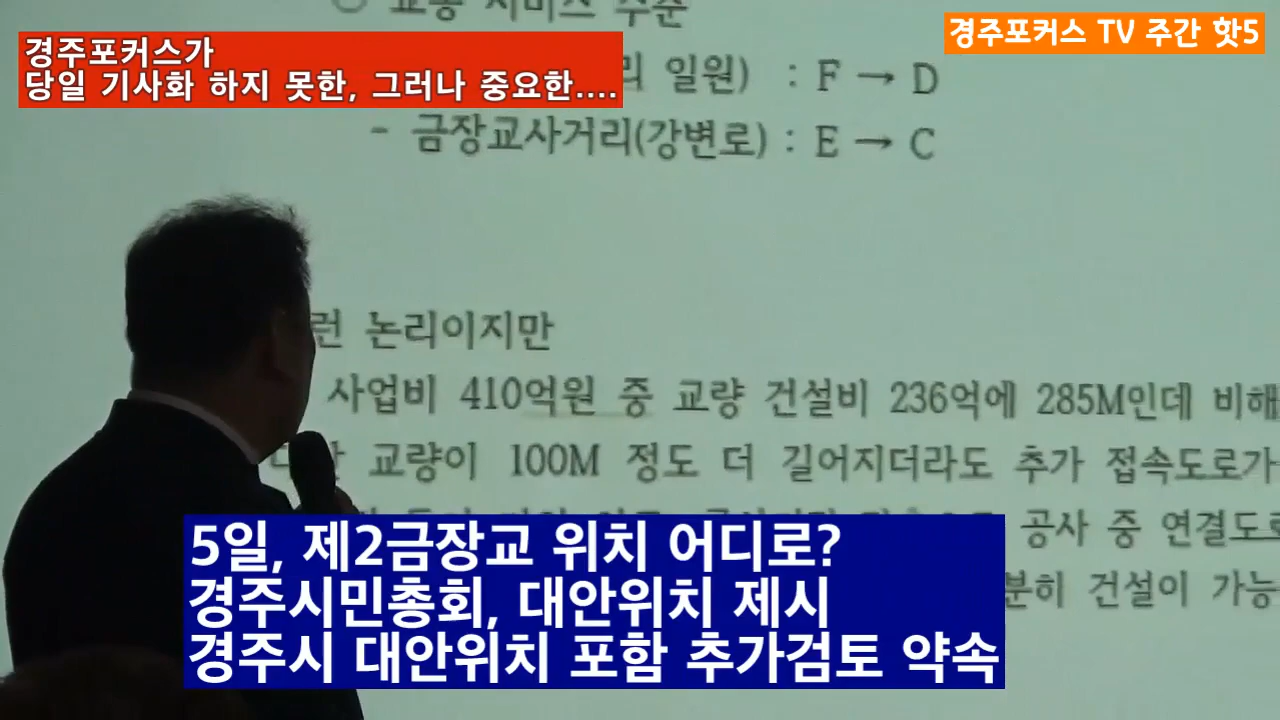 교통 서비스 수준
경주포커스 TV 주간 핫5
경주포커스가
당일 기사화 하지 못한, 그러나 중요한....
일원) : F → D
- 금장교사거리(강변로) : E → C
런 논리이지만
사업비 410억원 중 교량 건설비 236억에 285M인데 비해
교량이 100M 정도 더 길어지더라도 추가 접속도로가
공사 중 연결도로
분히 건설이 가능
5일, 제2금장교 위치 어디로?
경주시민총회, 대안위치 제시
경주시 대안위치 포함 추가검토 약속